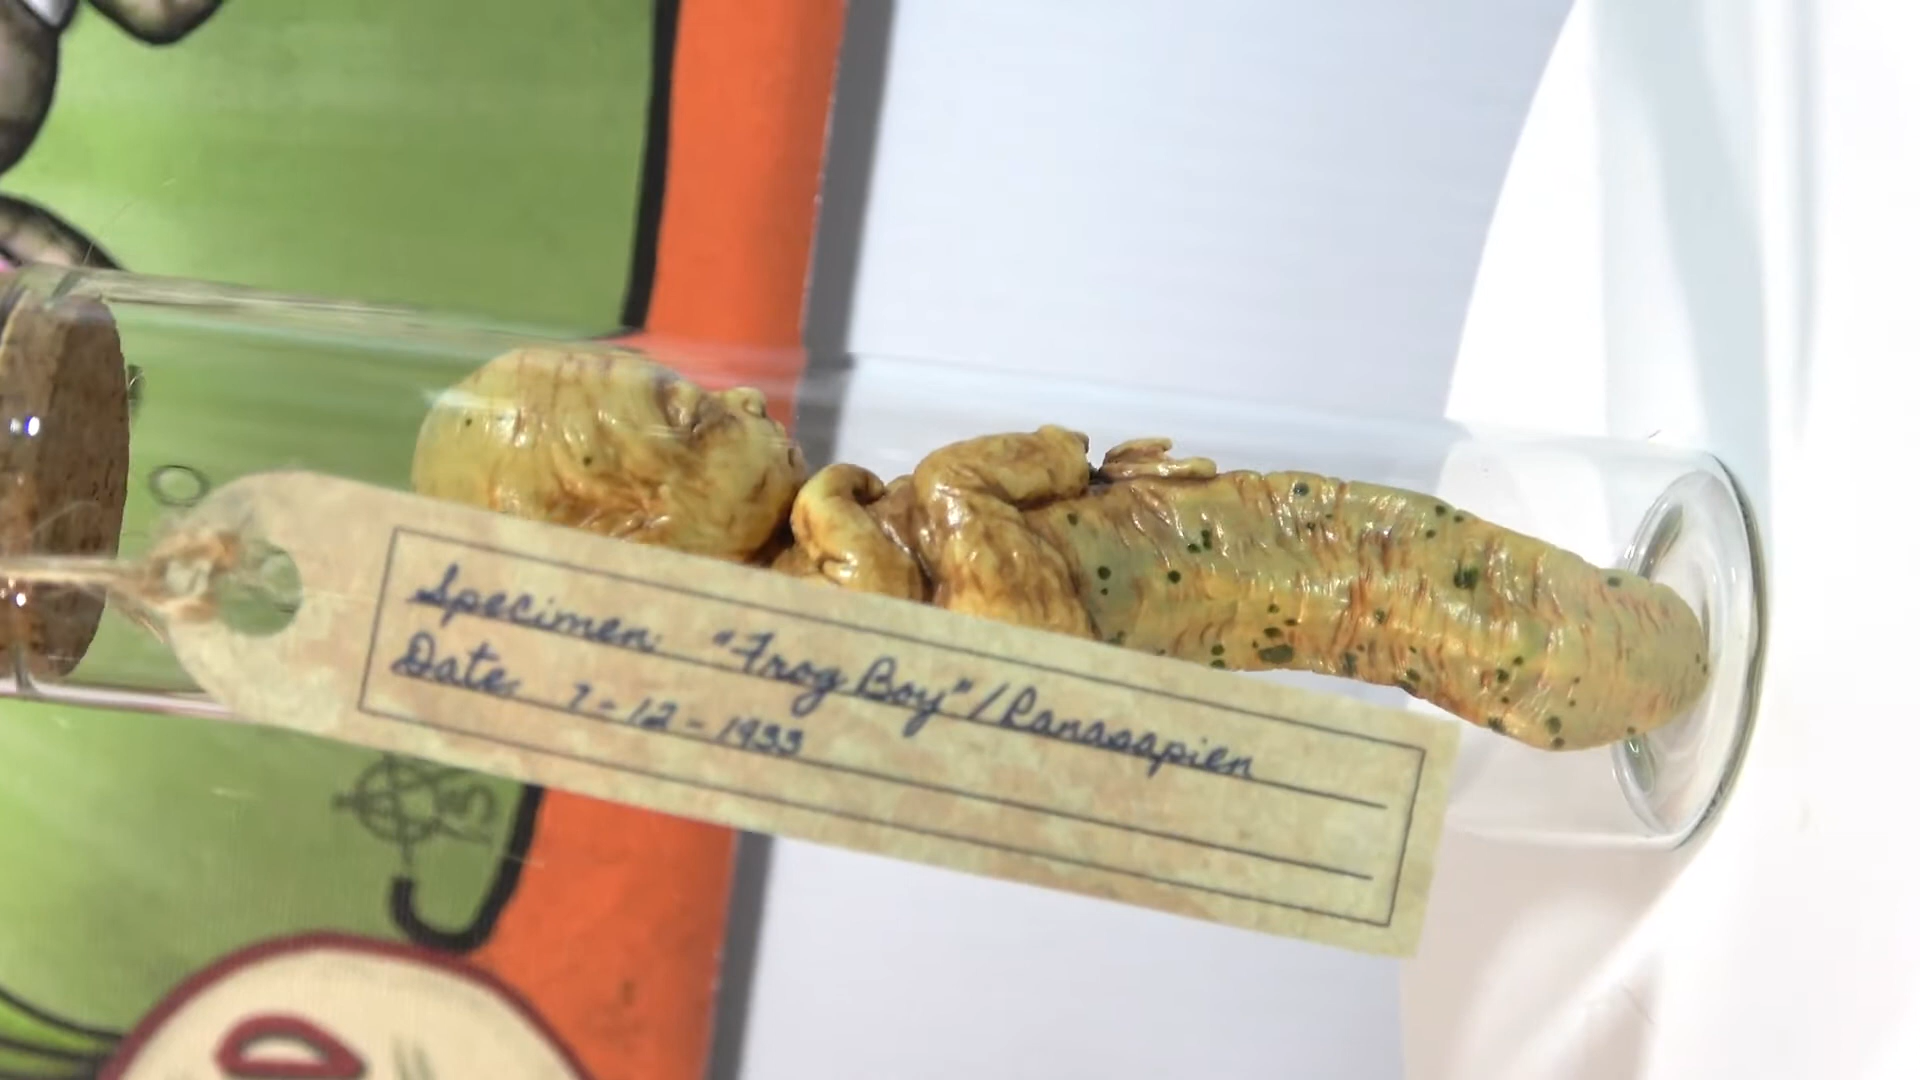 Specimen: "Frog Boy" / Ranasapien
Date: 7-12-1933